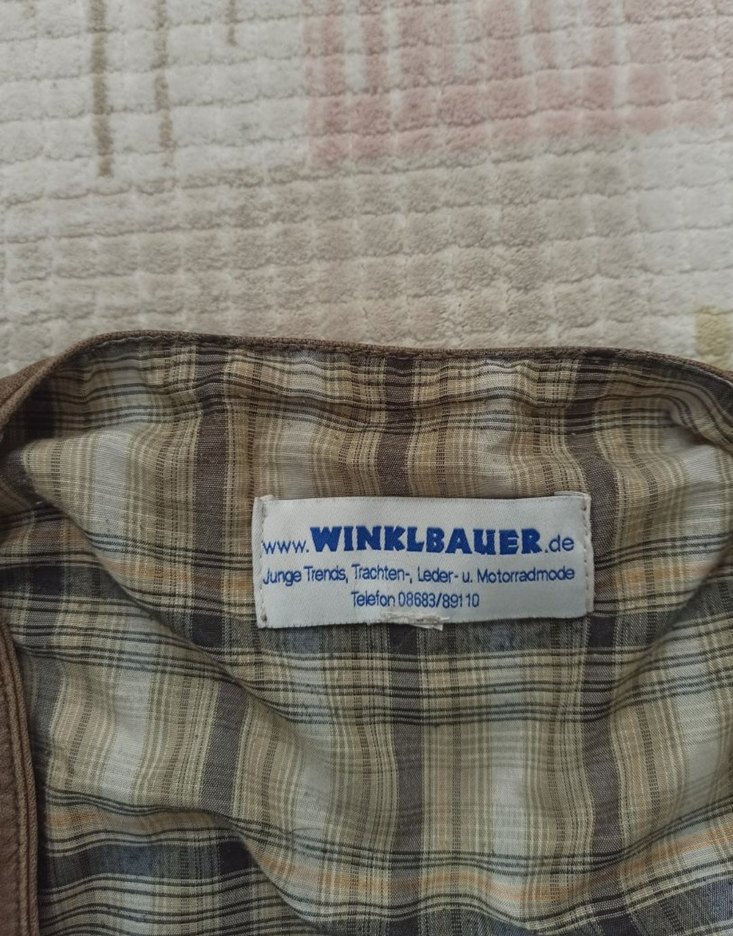 www.WINKLBAUER.de
Junge Trends, Trachten-, Leder- u. Motorradmode
Telefon 08683/89110